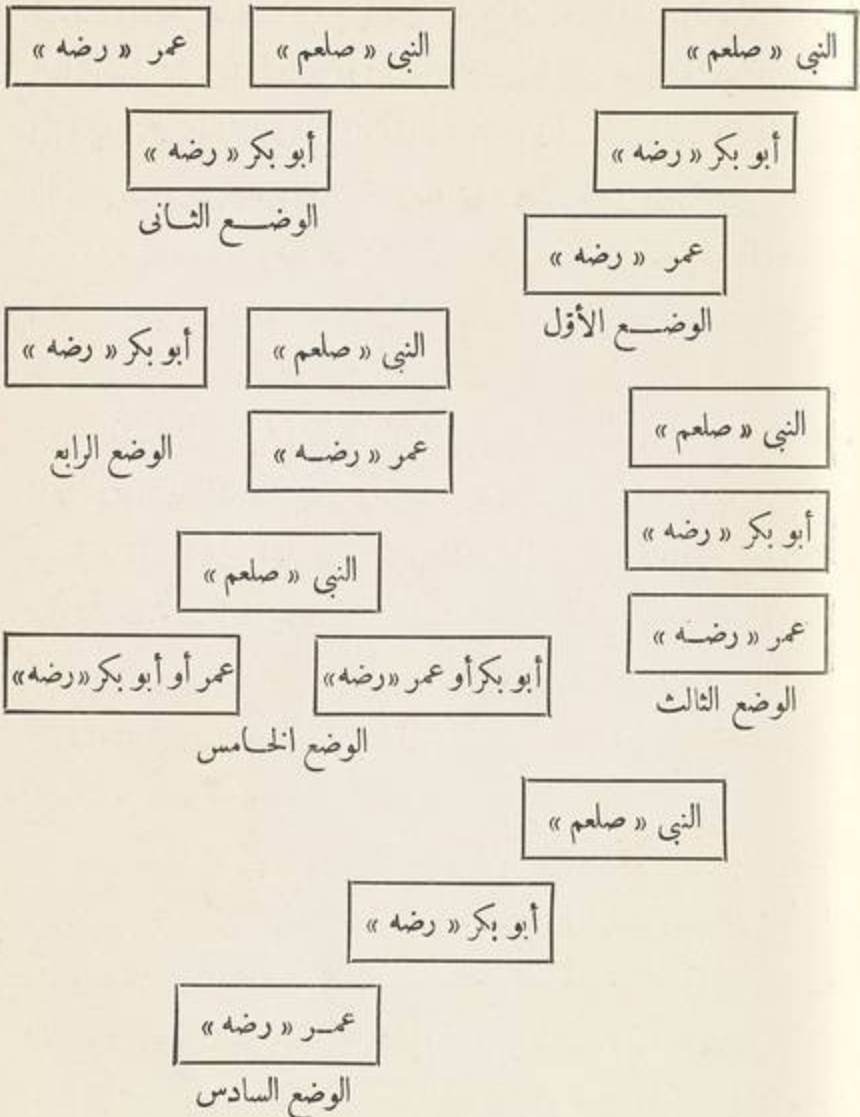 النبى « صلعم »
أبو بكر « رضه »
عمر « رضه »
الوضع الأول
النبى « صلعم »
عمر « رضه »
أبو بكر « رضه »
الوضع الثانى
النبى « صلعم »
أبو بكر « رضه »
عمر « رضه »
الوضع الثالث
النبى « صلعم »
أبو بكر « رضه »
عمر « رضه »
الوضع الرابع
النبى « صلعم »
أبو بكر أو عمر « رضه »
عمر أو أبو بكر « رضه »
الوضع الخامس
النبى « صلعم »
أبو بكر « رضه »
عمر « رضه »
الوضع السادس